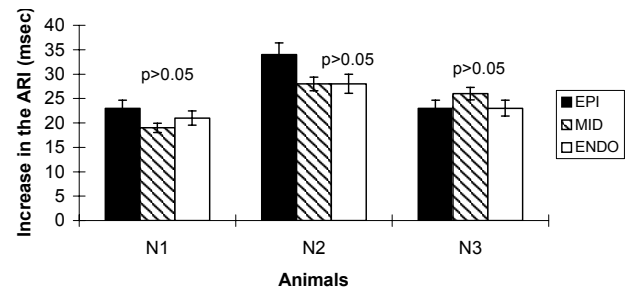 Increase in the ARI (msec)
40
35
30
25
20
15
10
5
0
p>0.05
p>0.05
p>0.05
EPI
MID
ENDO
N1
N2
N3
Animals